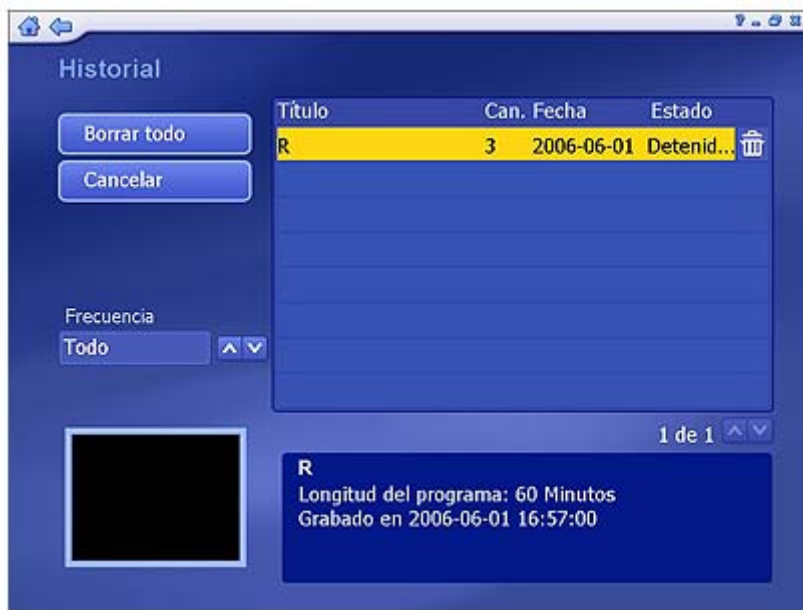 Historial
Borrar todo
Cancelar
Título Can. Fecha Estado
R 3 2006-06-01 Detenid...
Frecuencia
Todo
1 de 1
R
Longitud del programa: 60 Minutos
Grabado en 2006-06-01 16:57:00